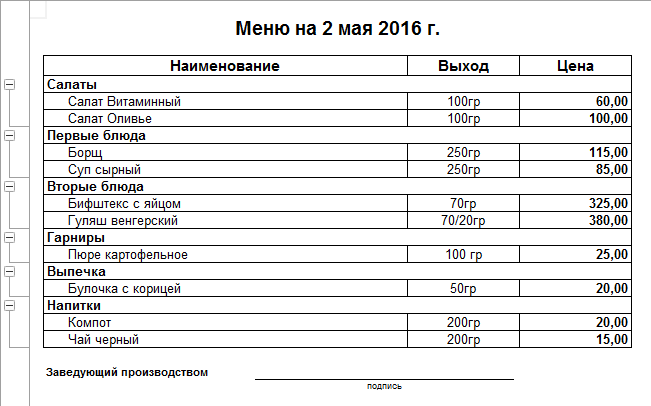 Меню на 2 мая 2016 г.
Наименование Выход Цена
Салаты
Салат Витаминный 100гр 60,00
Салат Оливье 100гр 100,00
Первые блюда
Борщ 250гр 115,00
Суп сырный 250гр 85,00
Вторые блюда
Бифштекс с яйцом 70гр 325,00
Гуляш венгерский 70/20гр 380,00
Гарниры
Пюре картофельное 100 гр 25,00
Выпечка
Булочка с корицей 50гр 20,00
Напитки
Компот 200гр 20,00
Чай черный 200гр 15,00
Заведующий производством
подпись